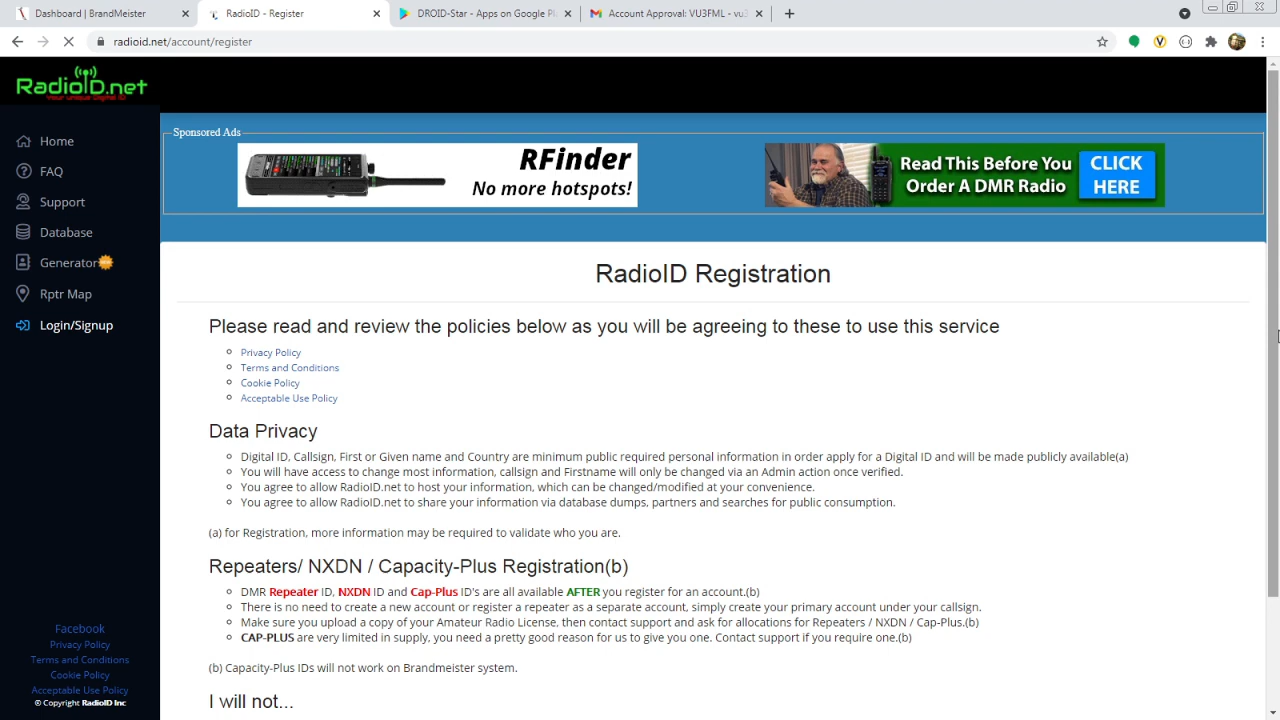 Dashboard | BrandMeister
RadioID - Register
DROID-Star - Apps on Google Pl
Account Approval: VU3FML - vu3
radioid.net/account/register
RadioID.net
Your Unique Digital ID
Home
FAQ
Support
Database
Generator
Rptr Map
Login/Signup
Sponsored Ads
RFinder
No more hotspots!
Read This Before You
Order A DMR Radio
CLICK
HERE
RadioID Registration
Please read and review the policies below as you will be agreeing to these to use this service
Privacy Policy
Terms and Conditions
Cookie Policy
Acceptable Use Policy
Data Privacy
Digital ID, Callsign, First or Given name and Country are minimum public required personal information in order apply for a Digital ID and will be made publicly available(a)
You will have access to change most information, callsign and Firstname will only be changed via an Admin action once verified.
You agree to allow RadioID.net to host your information, which can be changed/modified at your convenience.
You agree to allow RadioID.net to share your information via database dumps, partners and searches for public consumption.
(a) for Registration, more information may be required to validate who you are.
Repeaters/ NXDN / Capacity-Plus Registration(b)
DMR Repeater ID, NXDN ID and Cap-Plus ID's are all available AFTER you register for an account.(b)
There is no need to create a new account or register a repeater as a separate account, simply create your primary account under your callsign.
Make sure you upload a copy of your Amateur Radio License, then contact support and ask for allocations for Repeaters / NXDN / Cap-Plus.(b)
CAP-PLUS are very limited in supply, you need a pretty good reason for us to give you one. Contact support if you require one.(b)
(b) Capacity-Plus IDs will not work on Brandmeister system.
I will not...
Facebook
Privacy Policy
Terms and Conditions
Cookie Policy
Acceptable Use Policy
© Copyright RadioID Inc